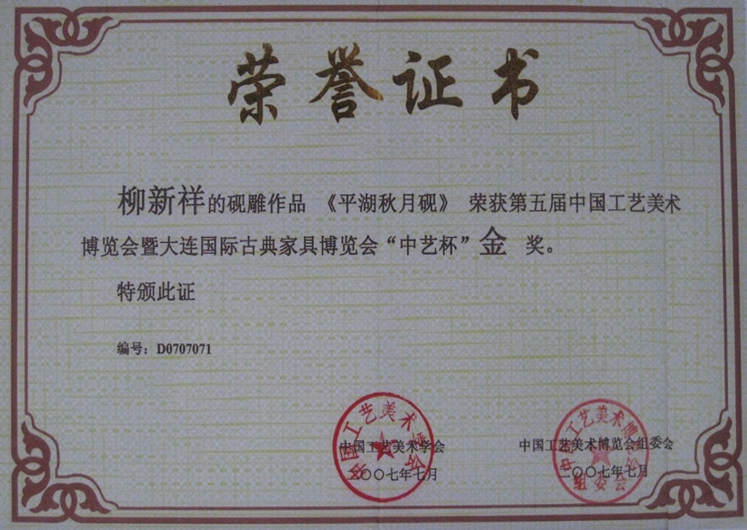 荣誉证书
柳新祥的砚雕作品 《平湖秋月砚》 荣获第五届中国工艺美术
博览会暨大连国际古典家具博览会“中艺杯”金 奖。
特颁此证
编号：D0707071
中国工艺美术学会
二〇〇七年七月
中国工艺美术博览会组委会
二〇〇七年七月